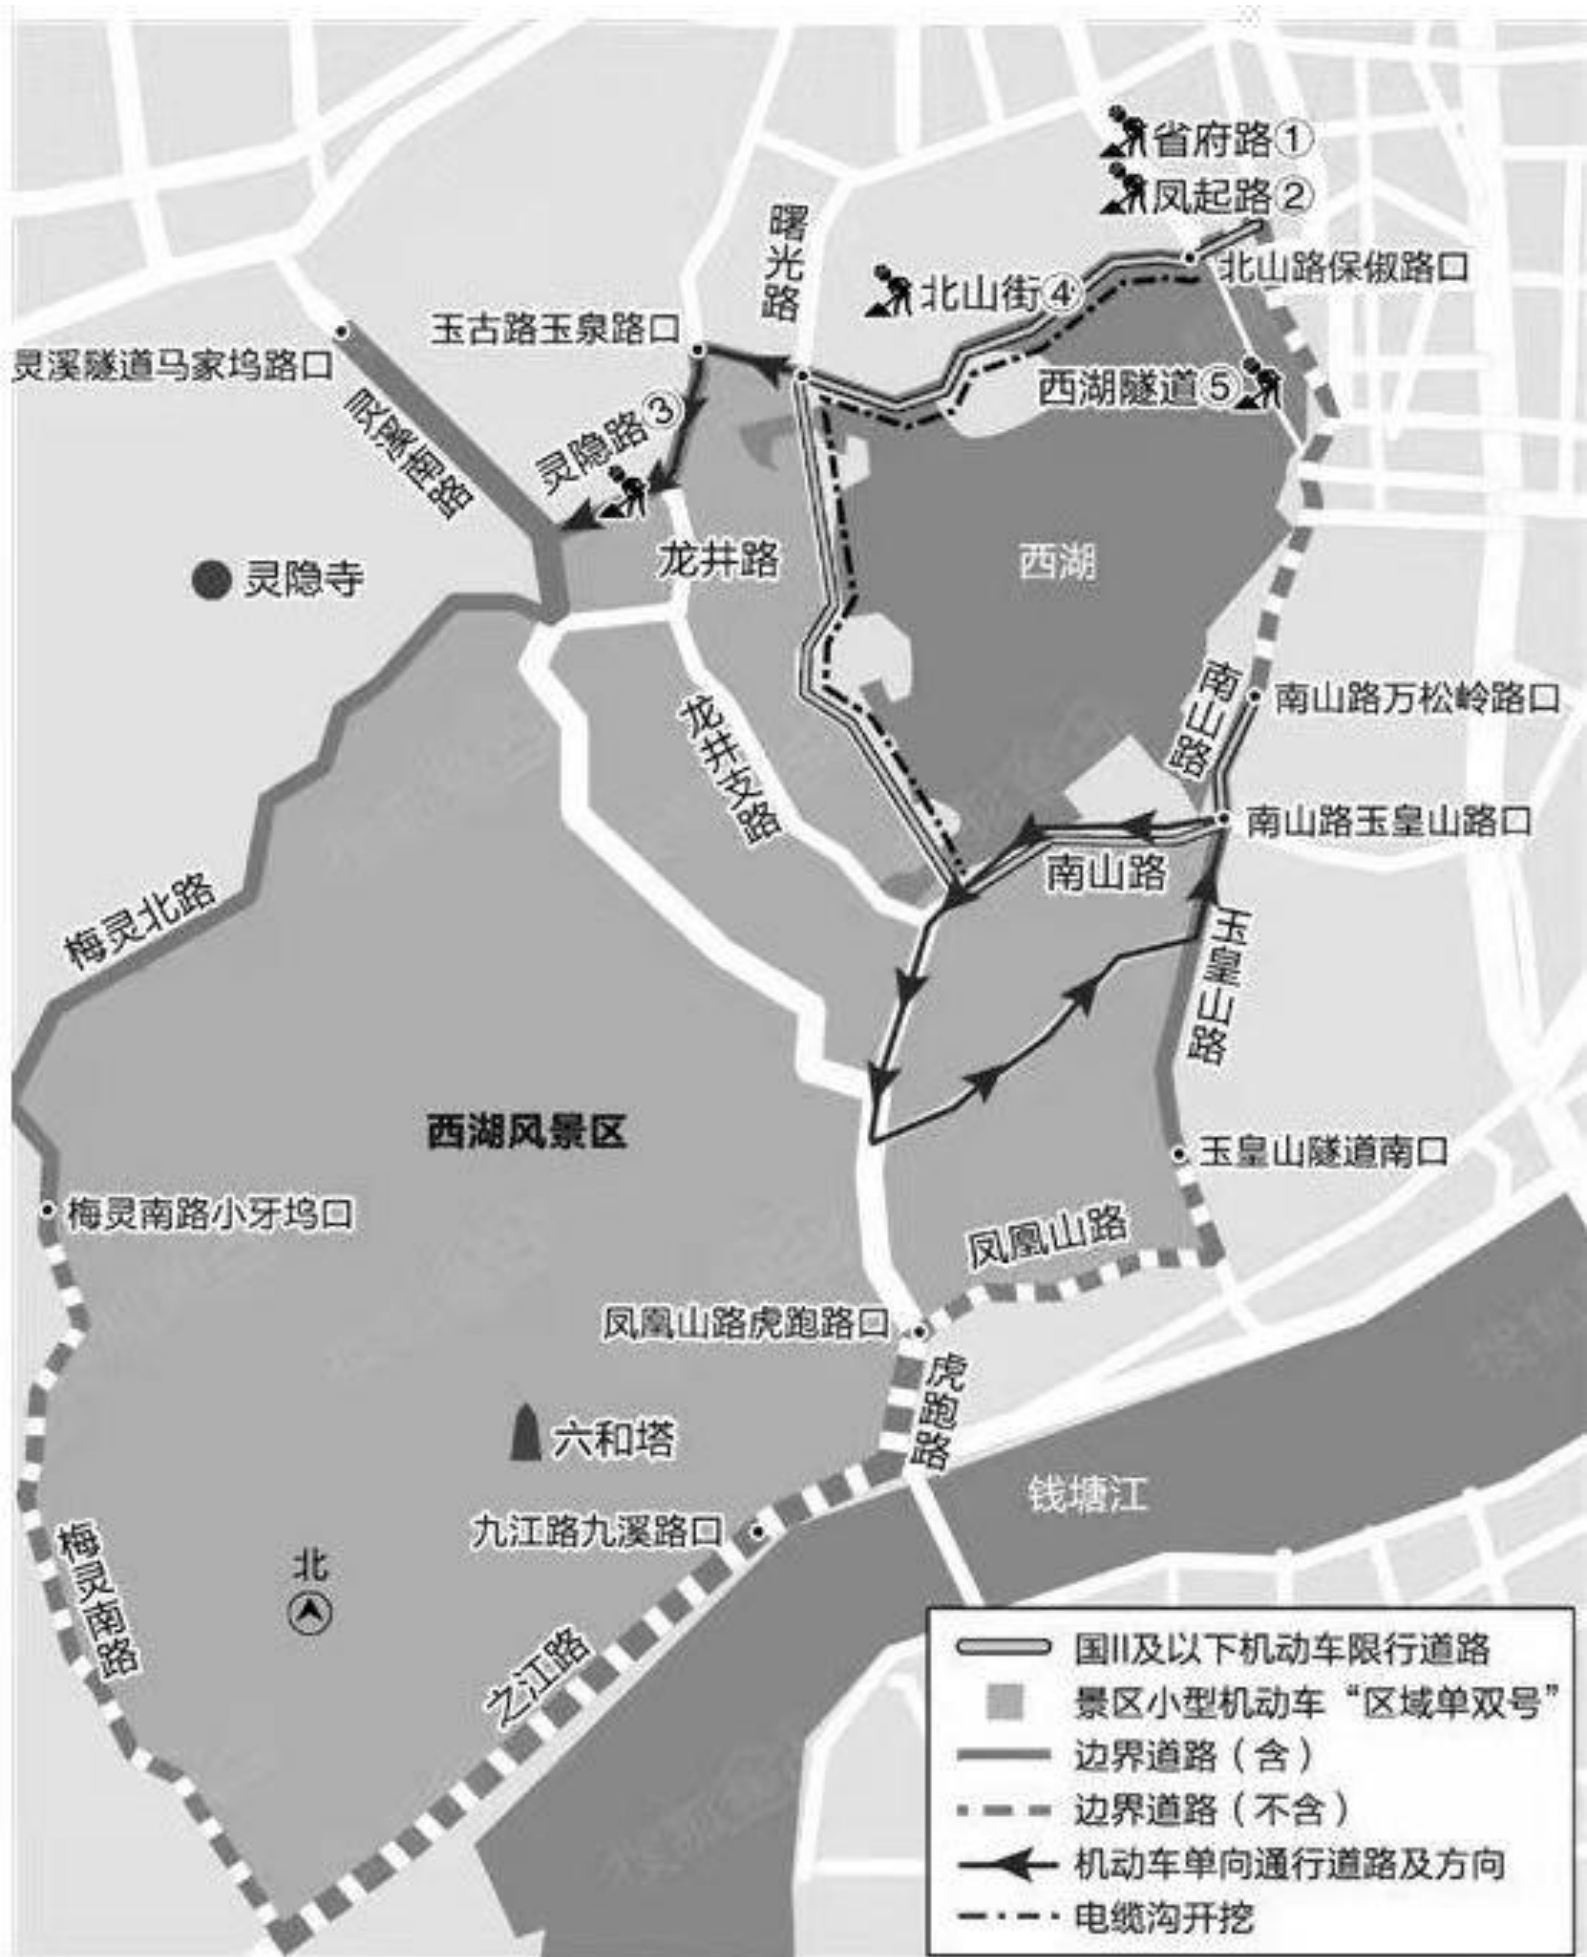 省府路①
凤起路②
曙光路
北山路保俶路口
北山街④
玉古路玉泉路口
灵溪隧道马家坞路口
西湖隧道⑤
灵隐路③
灵溪南路
龙井路
西湖
灵隐寺
南山路
南山路万松岭路口
龙井支路
南山路玉皇山路口
南山路
梅灵北路
玉皇山路
西湖风景区
玉皇山隧道南口
梅灵南路小牙坞口
凤凰山路
凤凰山路虎跑路口
虎跑路
六和塔
钱塘江
九江路九溪路口
梅灵南路
北
之江路
国II及以下机动车限行道路
景区小型机动车“区域单双号”
边界道路（含）
边界道路（不含）
机动车单向通行道路及方向
电缆沟开挖